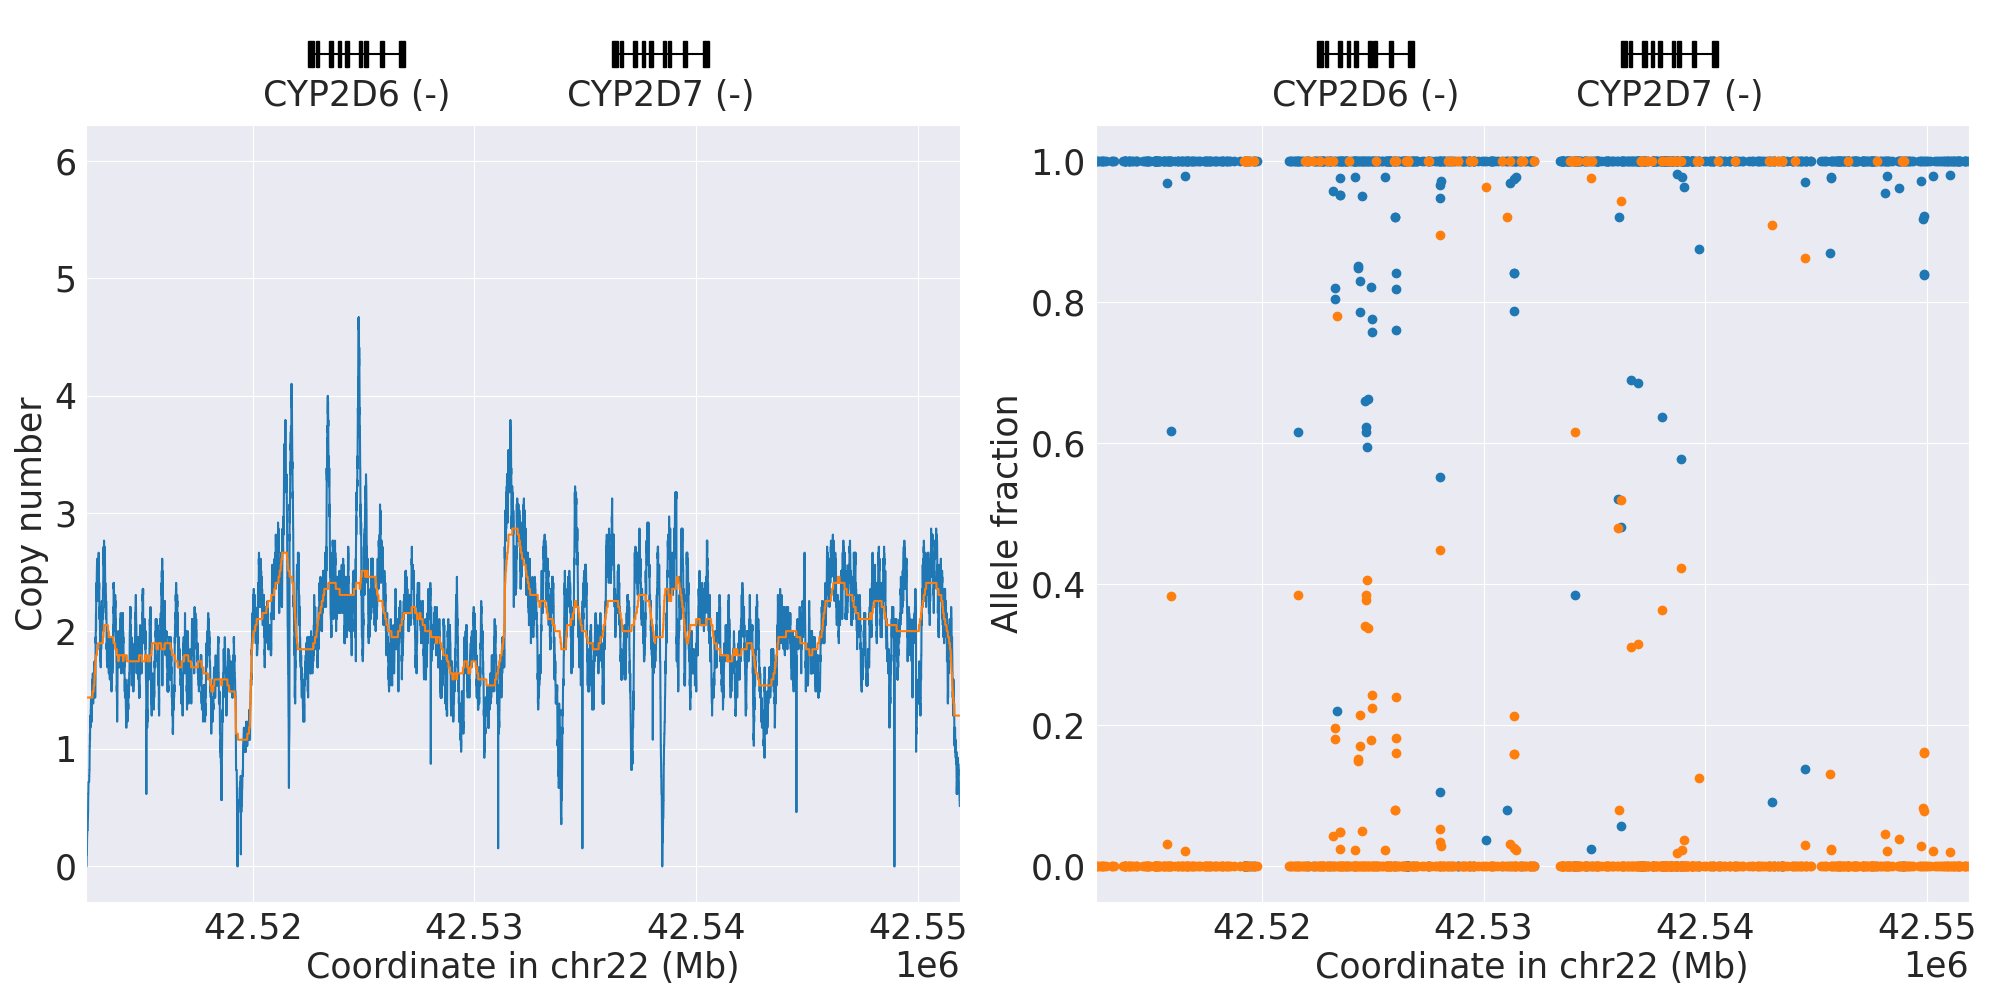 CYP2D6 (-) CYP2D7 (-)
6
5
4
3
2
1
0
Copy number
42.52 42.53 42.54 42.55
1e6
Coordinate in chr22 (Mb)
CYP2D6 (-) CYP2D7 (-)
1.0
0.8
0.6
0.4
0.2
0.0
Allele fraction
42.52 42.53 42.54 42.55
1e6
Coordinate in chr22 (Mb)